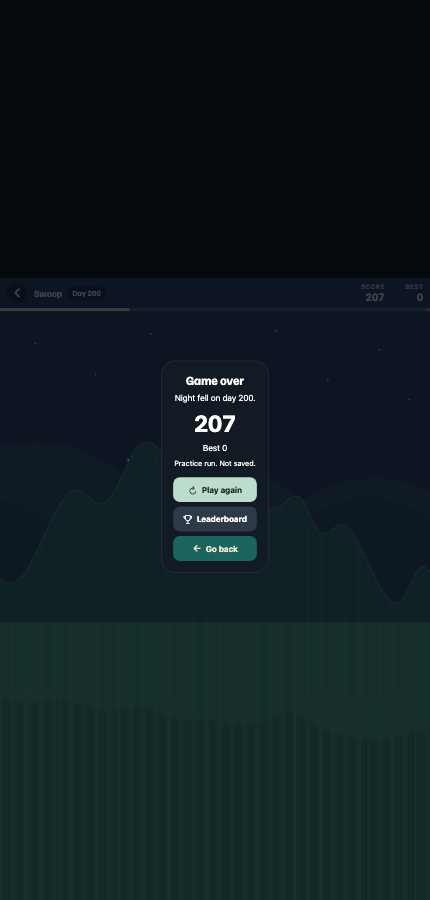 Swoop Day 200
SCORE
207
BEST
0
Game over
Night fell on day 200.
207
Best 0
Practice run. Not saved.
Play again
Leaderboard
Go back